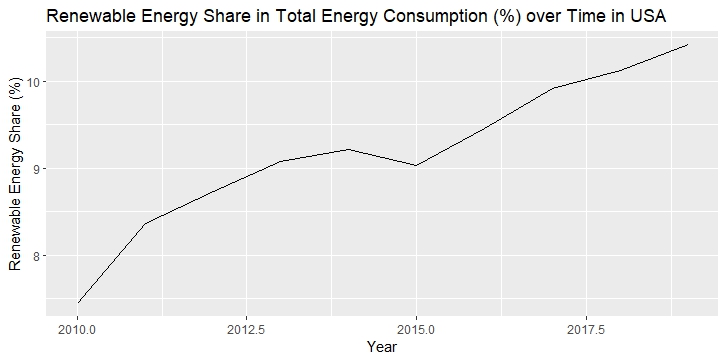 Renewable Energy Share in Total Energy Consumption (%) over Time in USA
Renewable Energy Share (%)
10
9
8
2010.0
2012.5
2015.0
2017.5
Year